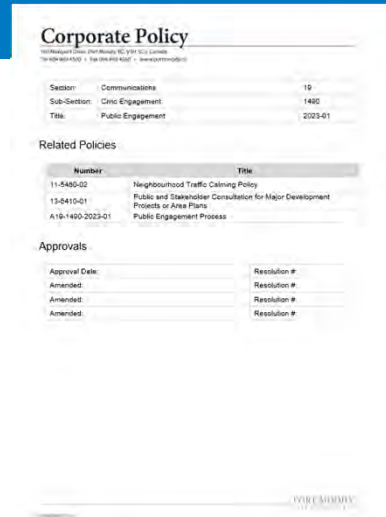 Corporate Policy
Section: Communications 19
Sub-Section: Civic Engagement 1490
Title: Public Engagement 2023-01
Related Policies
Number Title
11-5460-02 Neighbourhood Traffic Calming Policy
13-6410-01 Public and Stakeholder Consultation for Major Development
Projects or Area Plans
A19-1490-2023-01 Public Engagement Process
Approvals
Approval Date: Resolution #
Amended: Resolution #
Amended: Resolution #
Amended: Resolution #
PORT MOODY